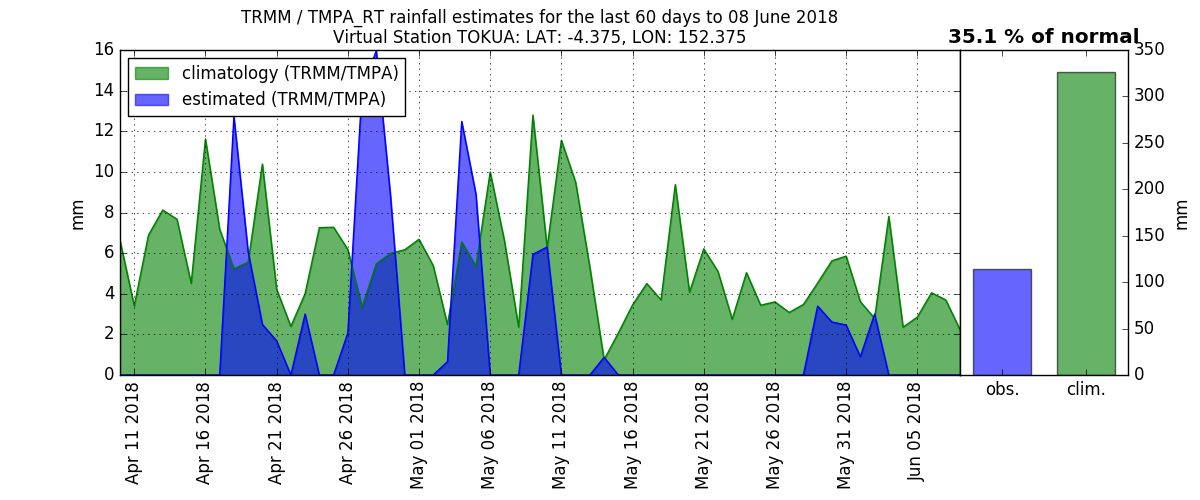 TRMM / TMPA_RT rainfall estimates for the last 60 days to 08 June 2018
Virtual Station TOKUA: LAT: -4.375, LON: 152.375
35.1 % of normal
climatology (TRMM/TMPA)
estimated (TRMM/TMPA)
mm
16
14
12
10
8
6
4
2
0
Apr 11 2018
Apr 16 2018
Apr 21 2018
Apr 26 2018
May 01 2018
May 06 2018
May 11 2018
May 16 2018
May 21 2018
May 26 2018
May 31 2018
Jun 05 2018
obs.
clim.
350
300
250
200
150
100
50
0
mm